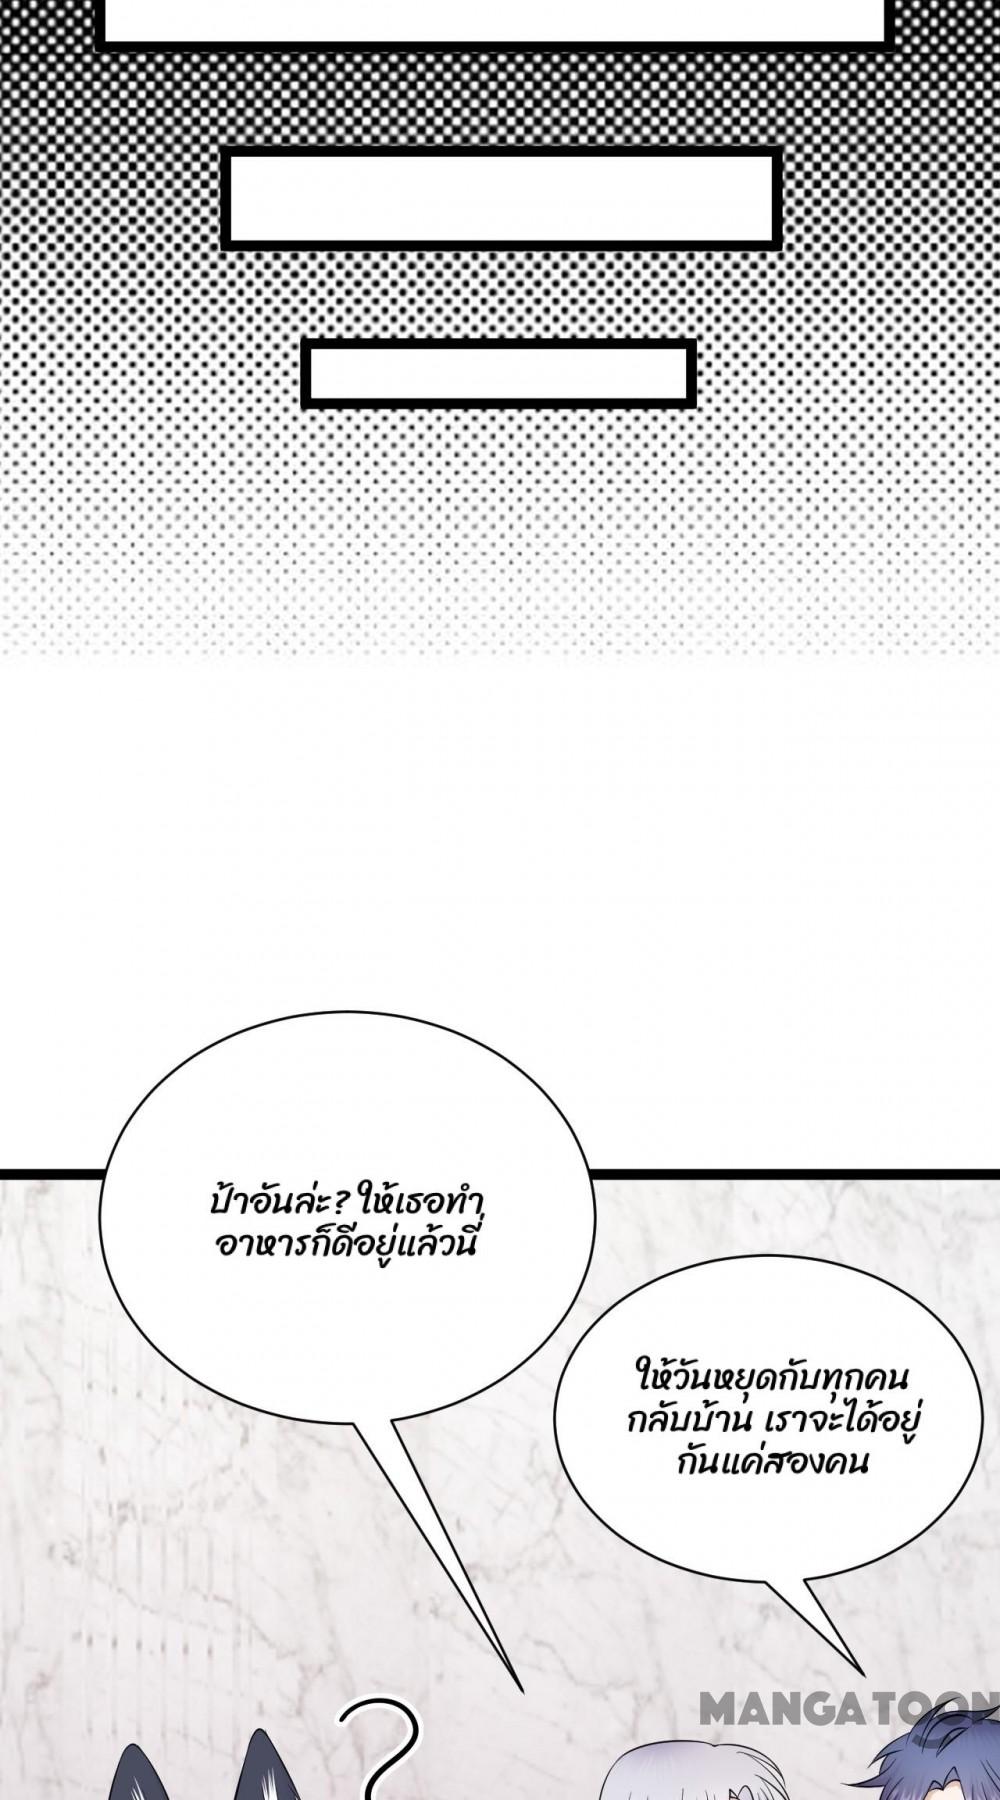 ป้าอันล่ะ? ให้เธอทำ
อาหารก็ดีอยู่แล้วนี่
ให้วันหยุดกับทุกคน
กลับบ้าน เราจะได้อยู่
กันแค่สองคน
MANGATOON